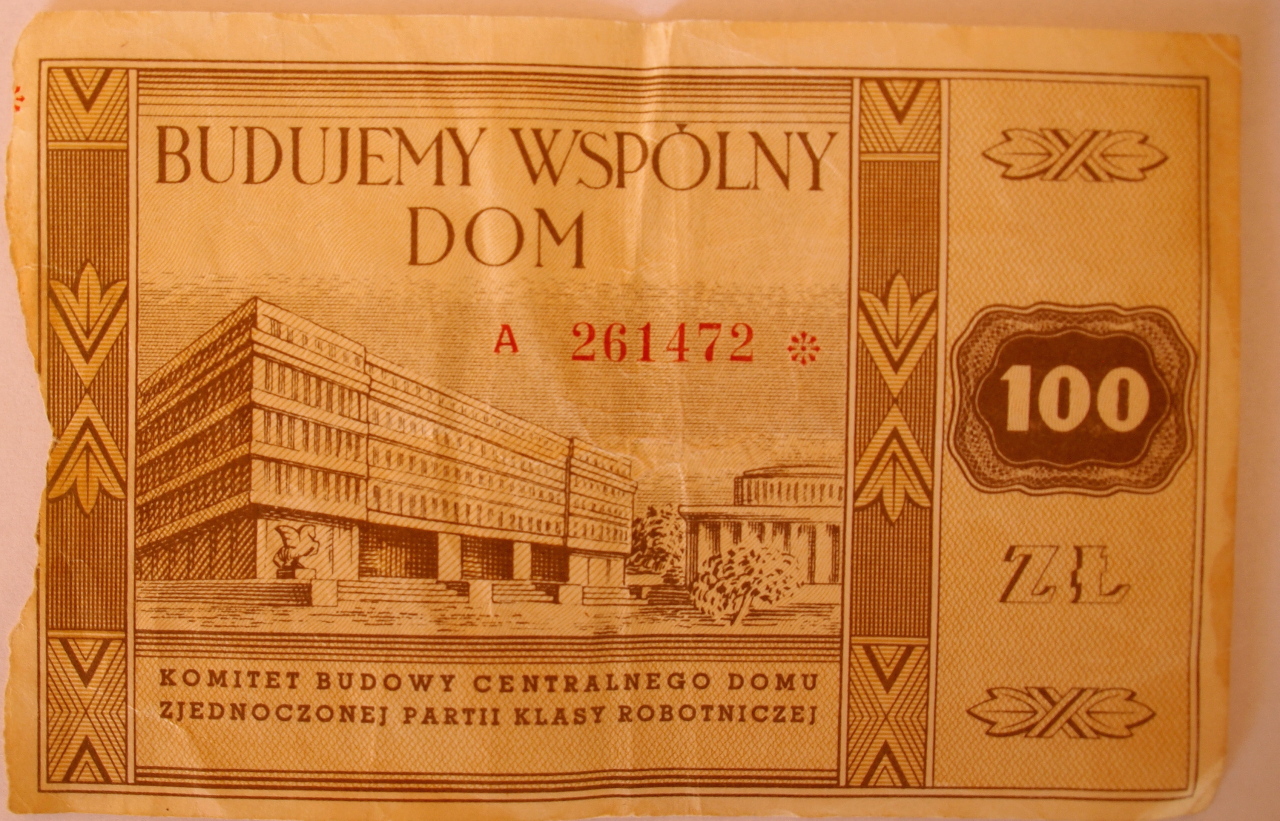 BUDUJEMY WSPÓLNY
DOM
A 261472
100
ZŁ
KOMITET BUDOWY CENTRALNEGO DOMU
ZJEDNOCZONEJ PARTII KLASY ROBOTNICZEJ